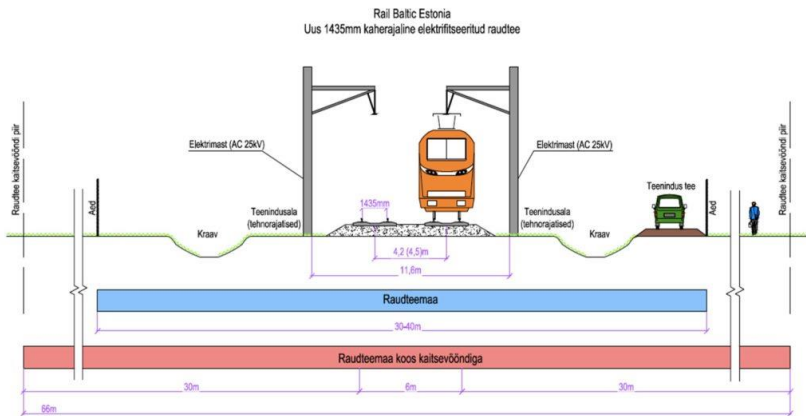 Rail Baltic Estonia
Uus 1435mm kaherajaline elektrifitseeritud raudtee
Raudtee kaitsevööndi piir
Raudtee kaitsevööndi piir
Elektrimast (AC 25kV)
Elektrimast (AC 25kV)
Teenindus tee
Aed
Aed
1435mm
Kraav
Teenindusala
(tehnorajatised)
Teenindusala
(tehnorajatised)
Kraav
4,2 (4,5)m
11,6m
Raudteemaa
30-40m
Raudteemaa koos kaitsevööndiga
30m
6m
30m
66m